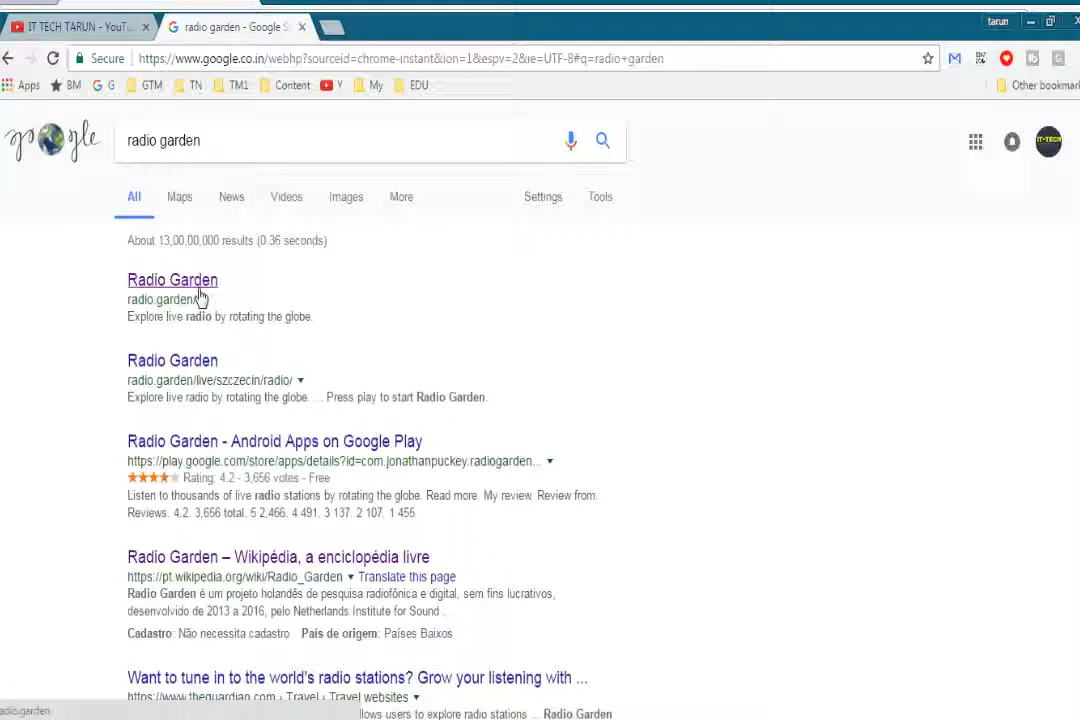 IT TECH TARUN - YouTu
radio garden - Google S
tarun
Secure
https://www.google.co.in/webhp?sourceid=chrome-instant&ion=1&espv=2&ie=UTF-8#q=radio+garden
Apps BM G GTM TN TM1 Content Y My EDU Other bookmark
google
radio garden
IT-TECH
All Maps News Videos Images More Settings Tools
About 13,00,00,000 results (0.36 seconds)
Radio Garden
radio.garden/
Explore live radio by rotating the globe.
Radio Garden
radio.garden/live/szczecin/radio/
Explore live radio by rotating the globe. ... Press play to start Radio Garden.
Radio Garden - Android Apps on Google Play
https://play.google.com/store/apps/details?id=com.jonathanpuckey.radiogarden...
Rating: 4.2 - 3,656 votes - Free
Listen to thousands of live radio stations by rotating the globe. Read more. My review. Review from.
Reviews. 4.2. 3,656 total. 5 2,466. 4 491. 3 137. 2 107. 1 455.
Radio Garden – Wikipédia, a enciclopédia livre
https://pt.wikipedia.org/wiki/Radio_Garden Translate this page
Radio Garden é um projeto holandês de pesquisa radiofônica e digital, sem fins lucrativos,
desenvolvido de 2013 a 2016, pelo Netherlands Institute for Sound ...
Cadastro: Não necessita cadastro País de origem: Países Baixos
Want to tune in to the world's radio stations? Grow your listening with ...
https://www.theguardian.com › Travel › Travel websites
adio.garden
llows users to explore radio stations ... Radio Garden